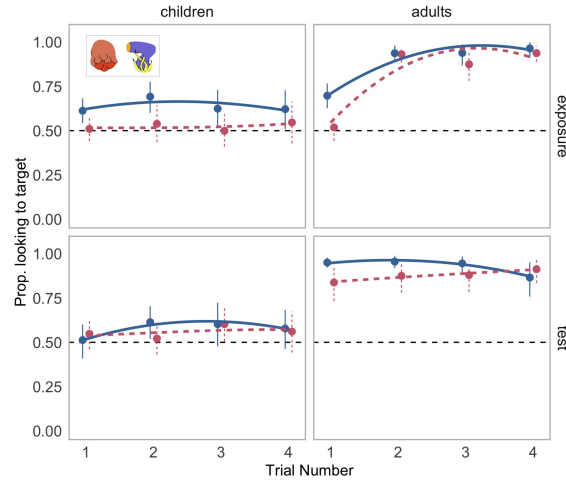 children adults
1.00
0.75
0.50
0.25
0.00
exposure
1.00
0.75
0.50
0.25
0.00
test
Prop. looking to target
1 2 3 4 1 2 3 4
Trial Number